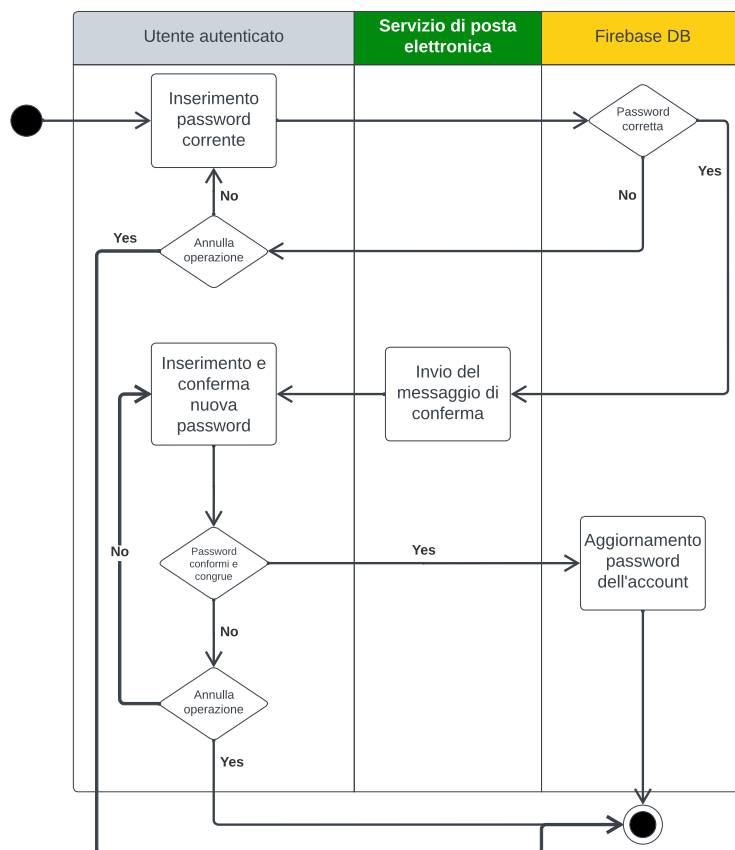 Utente autenticato
Servizio di posta
elettronica
Firebase DB
Inserimento
password
corrente
Password
corretta
Yes
No
No
Yes
Annulla
operazione
Inserimento e
conferma
nuova
password
Invio del
messaggio di
conferma
No
Password
conformi e
congrue
Yes
Aggiornamento
password
dell'account
No
Annulla
operazione
Yes